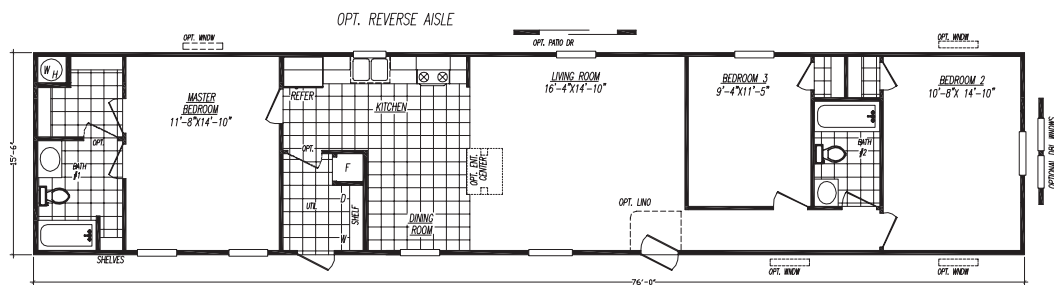 OPT. REVERSE AISLE
OPT. WNDW
OPT. PATIO DR
OPT. WNDW
W
H
MASTER
BEDROOM
11'-8"X14'-10"
REFER
KITCHEN
LIVING ROOM
16'-4"X14'-10"
BEDROOM 3
9'-4"X11'-5"
BEDROOM 2
10'-8"X 14'-10"
15'-6"
OPT.
BATH
#1
OPT.
F
UTIL
D
W
SHELF
OPT. ENT.
CENTER
DINING
ROOM
OPT. LINO
BATH
#2
OPTIONAL DBL WNDWS
SHELVES
OPT. WNDW
OPT. WNDW
76'-0"